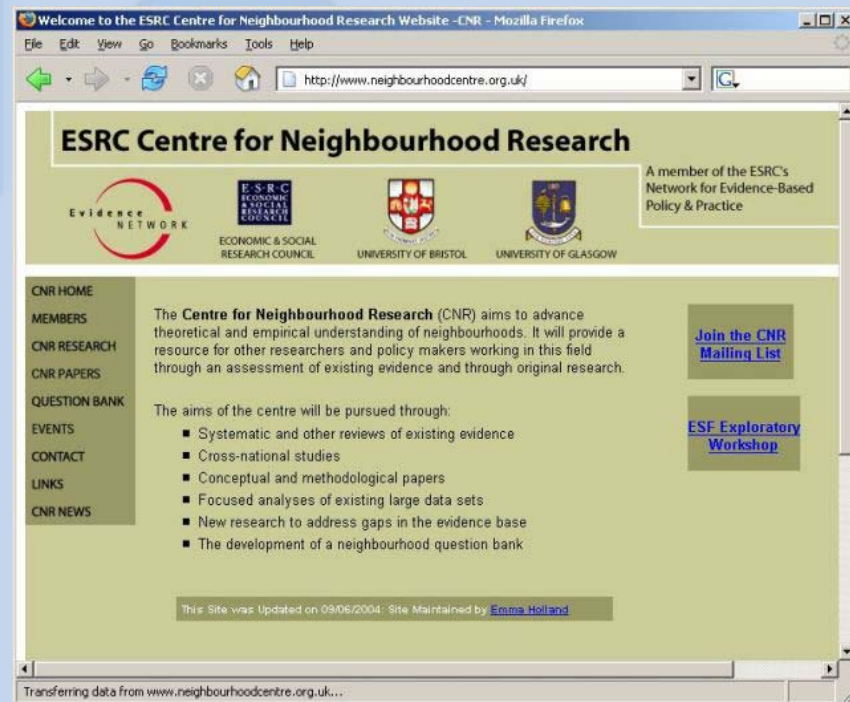 Welcome to the ESRC Centre for Neighbourhood Research Website -CNR - Mozilla Firefox
File Edit View Go Bookmarks Tools Help
http://www.neighbourhoodcentre.org.uk/
G
ESRC Centre for Neighbourhood Research
A member of the ESRC's
Network for Evidence-Based
Policy & Practice
Evidence
NETWORK
E·S·R·C
ECONOMIC
& SOCIAL
RESEARCH
COUNCIL
ECONOMIC & SOCIAL
RESEARCH COUNCIL
UNIVERSITY OF BRISTOL
UNIVERSITY OF GLASGOW
CNR HOME
MEMBERS
CNR RESEARCH
CNR PAPERS
QUESTION BANK
EVENTS
CONTACT
LINKS
CNR NEWS
The Centre for Neighbourhood Research (CNR) aims to advance
theoretical and empirical understanding of neighbourhoods. It will provide a
resource for other researchers and policy makers working in this field
through an assessment of existing evidence and through original research.
The aims of the centre will be pursued through:
■ Systematic and other reviews of existing evidence
■ Cross-national studies
■ Conceptual and methodological papers
■ Focused analyses of existing large data sets
■ New research to address gaps in the evidence base
■ The development of a neighbourhood question bank
Join the CNR
Mailing List
ESF Exploratory
Workshop
This Site was Updated on 09/06/2004: Site Maintained by Emma Holland
Transferring data from www.neighbourhoodcentre.org.uk...